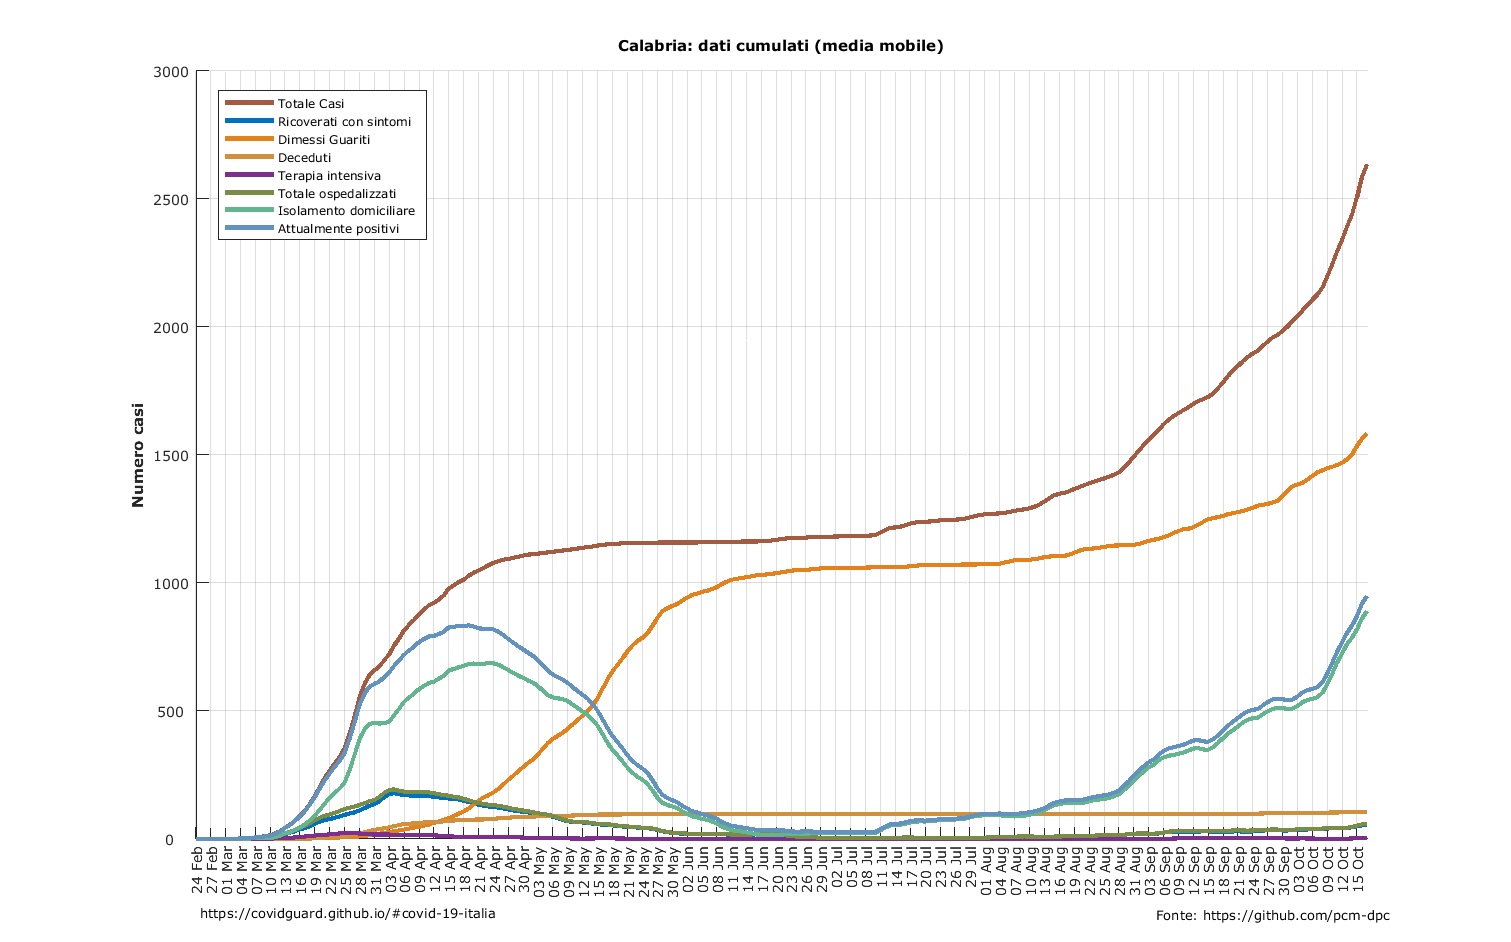 Calabria: dati cumulati (media mobile)
Numero casi
3000
2500
2000
1500
1000
500
0
Totale Casi
Ricoverati con sintomi
Dimessi Guariti
Deceduti
Terapia intensiva
Totale ospedalizzati
Isolamento domiciliare
Attualmente positivi
24 Feb
27 Feb
01 Mar
04 Mar
07 Mar
10 Mar
13 Mar
16 Mar
19 Mar
22 Mar
25 Mar
28 Mar
31 Mar
03 Apr
06 Apr
09 Apr
12 Apr
15 Apr
18 Apr
21 Apr
24 Apr
27 Apr
30 Apr
03 May
06 May
09 May
12 May
15 May
18 May
21 May
24 May
27 May
30 May
02 Jun
05 Jun
08 Jun
11 Jun
14 Jun
17 Jun
20 Jun
23 Jun
26 Jun
29 Jun
02 Jul
05 Jul
08 Jul
11 Jul
14 Jul
17 Jul
20 Jul
23 Jul
26 Jul
29 Jul
01 Aug
04 Aug
07 Aug
10 Aug
13 Aug
16 Aug
19 Aug
22 Aug
25 Aug
28 Aug
31 Aug
03 Sep
06 Sep
09 Sep
12 Sep
15 Sep
18 Sep
21 Sep
24 Sep
27 Sep
30 Sep
03 Oct
06 Oct
09 Oct
12 Oct
15 Oct
https://covidguard.github.io/#covid-19-italia
Fonte: https://github.com/pcm-dpc